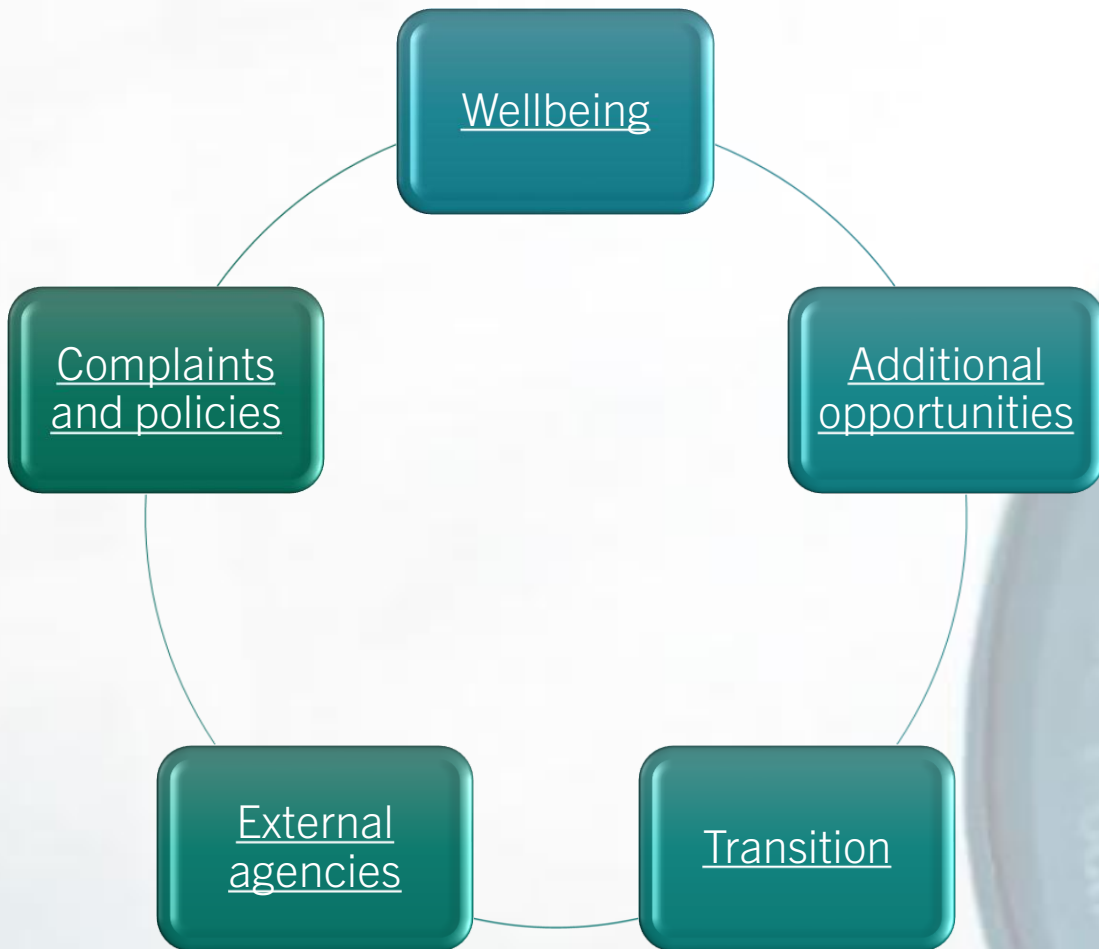 Wellbeing
Additional
opportunities
Transition
External
agencies
Complaints
and policies